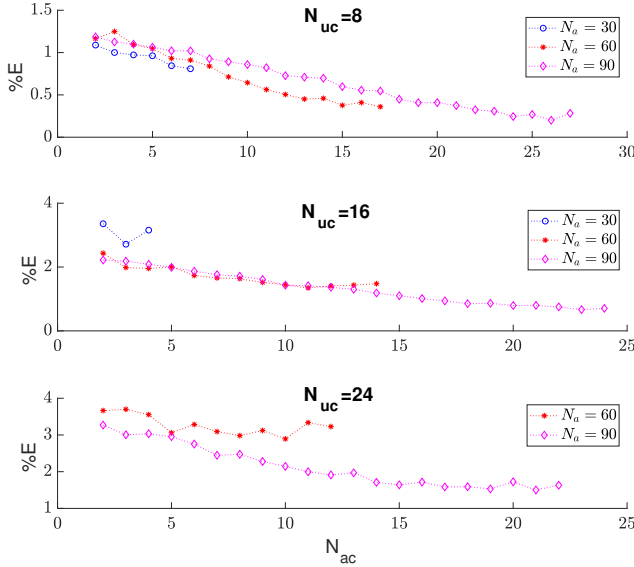 N_uc=8
1.5
1
0.5
0
%E
0 5 10 15 20 25 30
N_a = 30
N_a = 60
N_a = 90
N_uc=16
4
2
0
%E
0 5 10 15 20 25
N_a = 30
N_a = 60
N_a = 90
N_uc=24
4
3
2
1
%E
0 5 10 15 20 25
N_a = 60
N_a = 90
N_ac